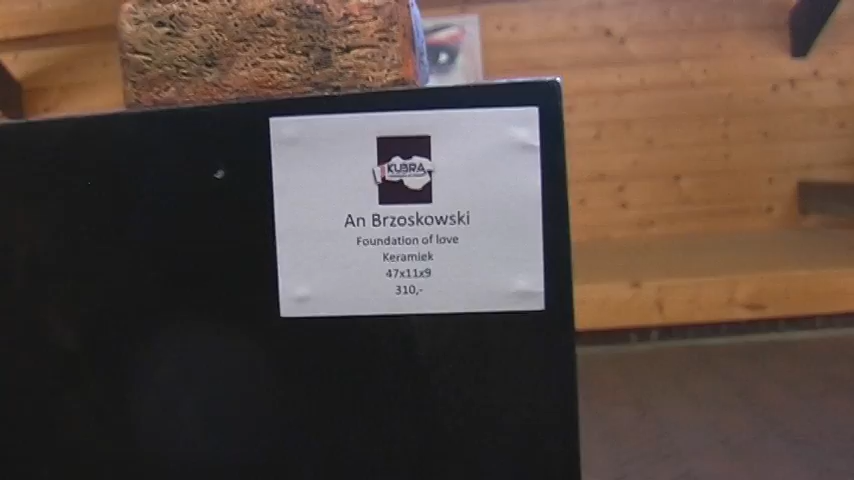 KUBRA
An Brzoskowski
Foundation of love
Keramiek
47x11x9
310,-